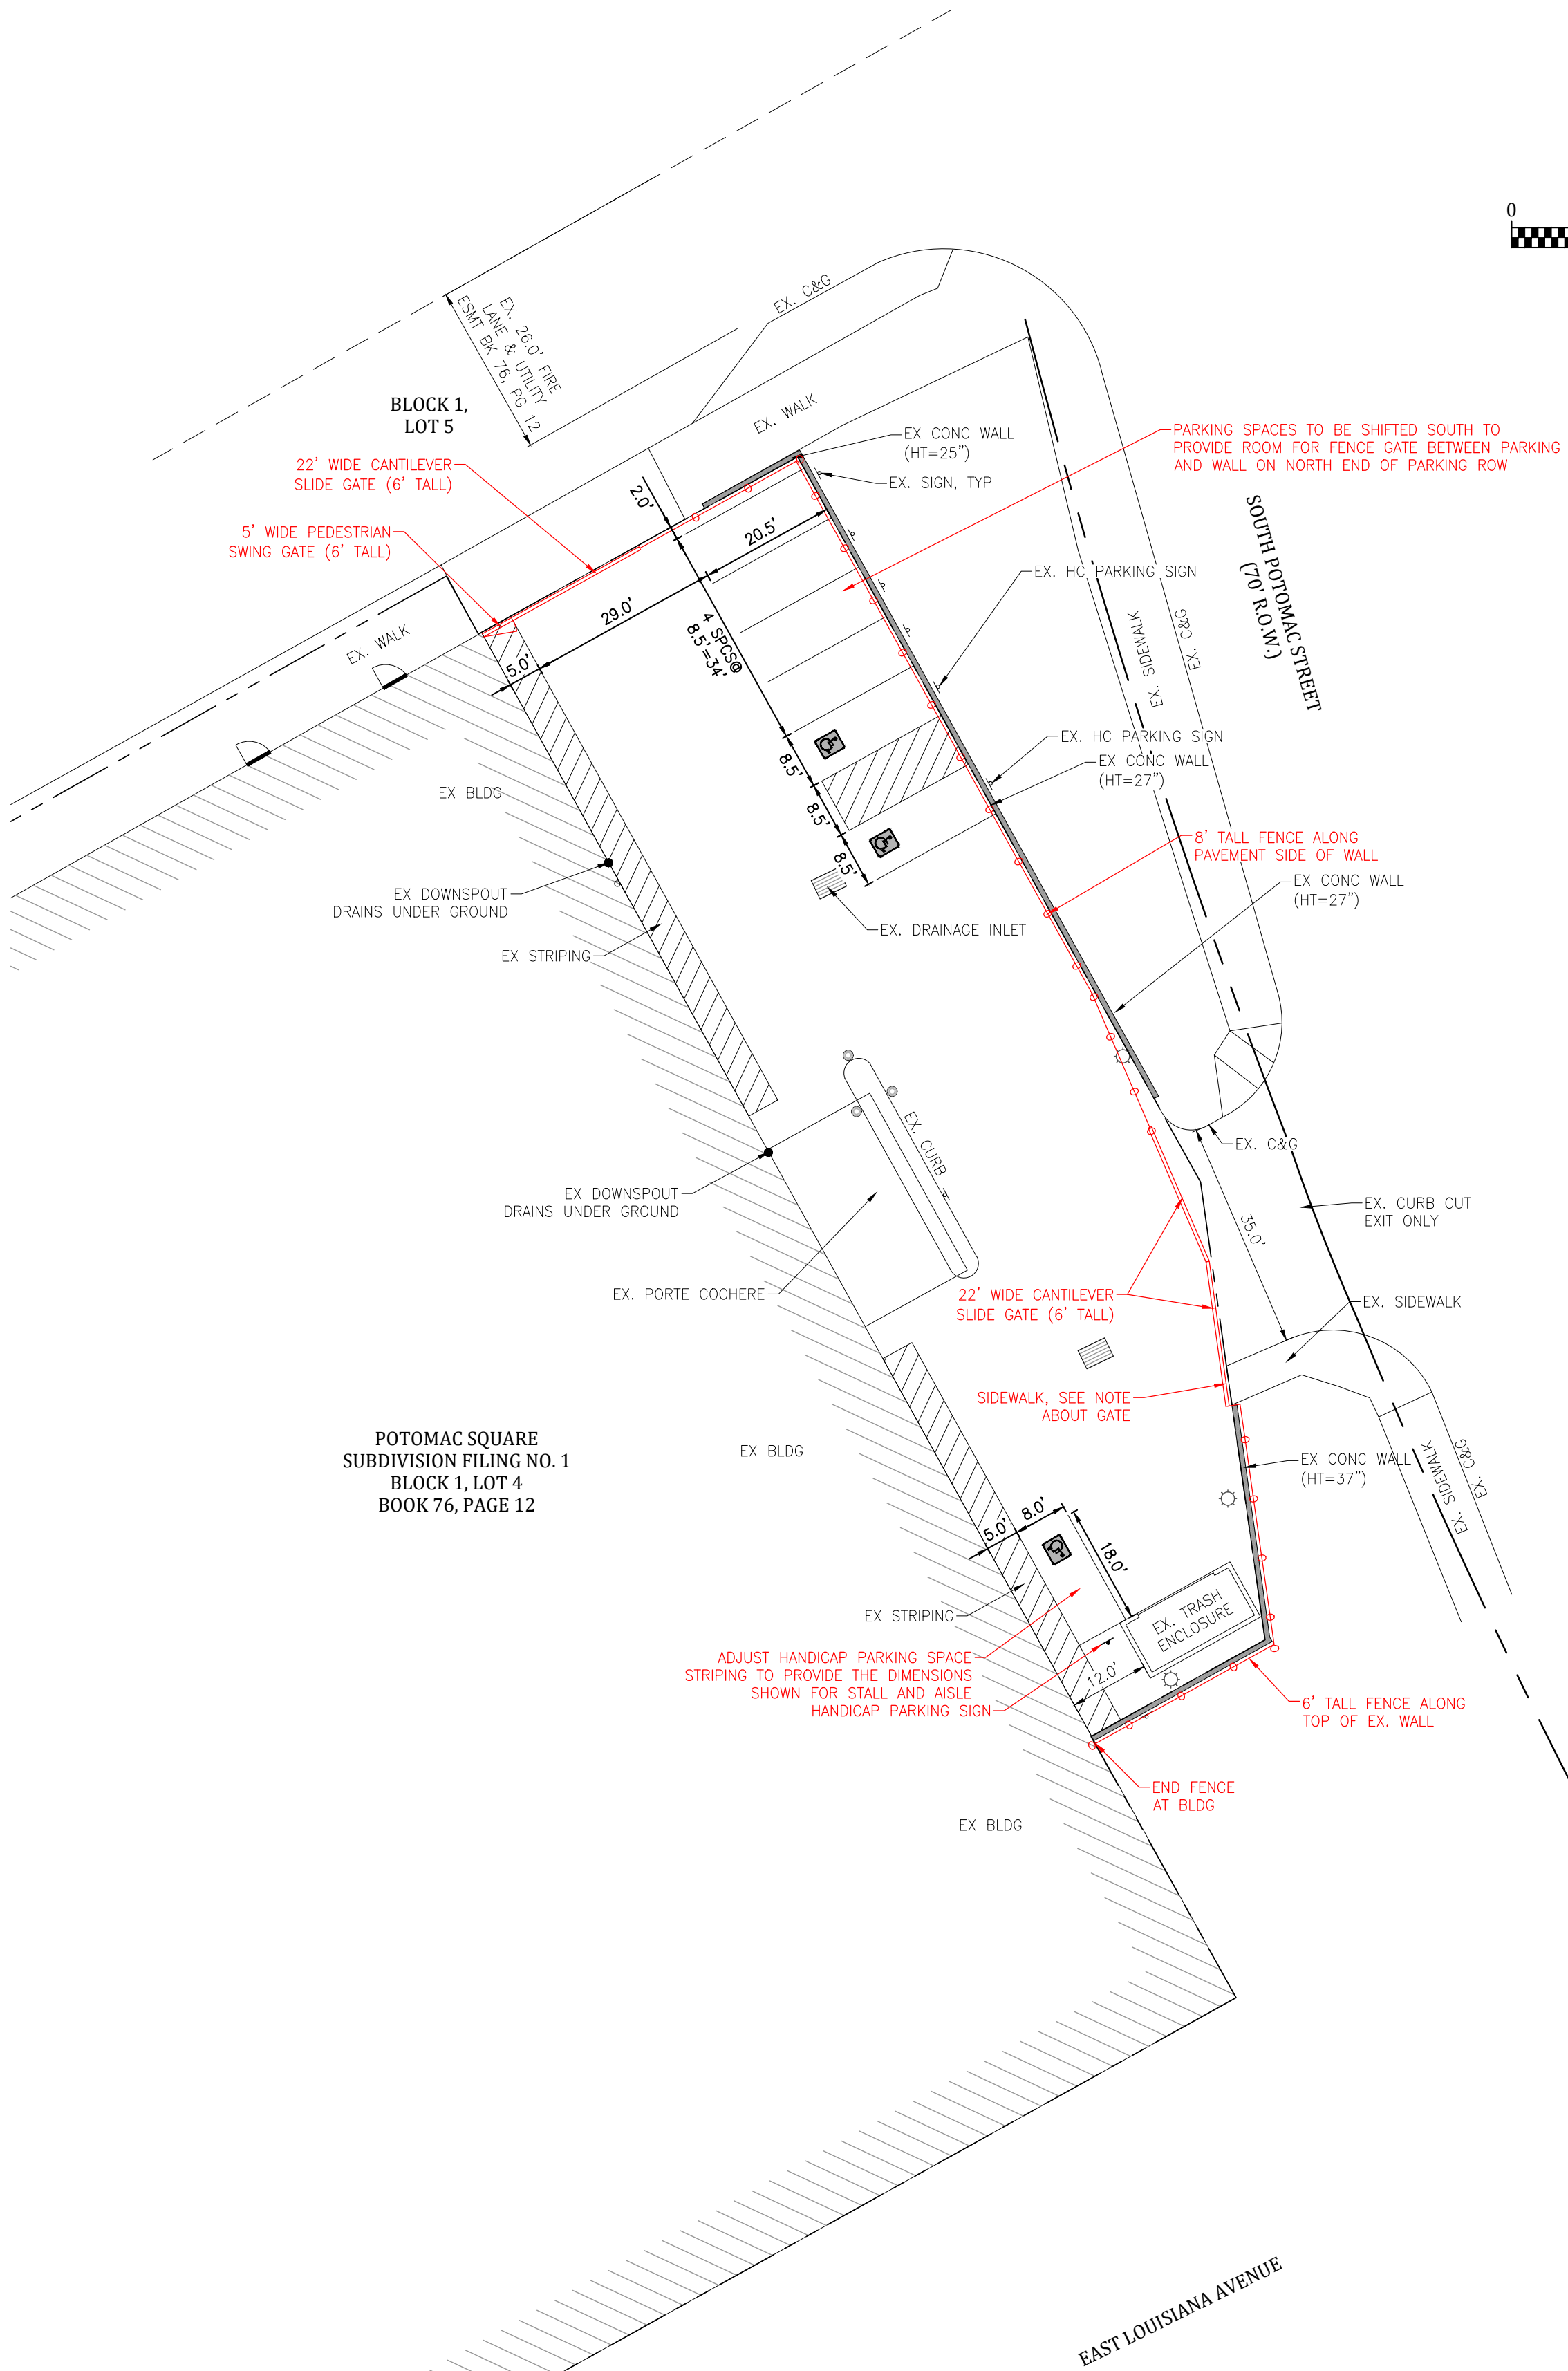 0
EX. C&G
EX. 26.0' FIRE
LANE & UTILITY
ESMT BK 76, PG 12
BLOCK 1,
LOT 5
EX. WALK
EX CONC WALL
(HT=25")
EX. SIGN, TYP
PARKING SPACES TO BE SHIFTED SOUTH TO
PROVIDE ROOM FOR FENCE GATE BETWEEN PARKING
AND WALL ON NORTH END OF PARKING ROW
22' WIDE CANTILEVER
SLIDE GATE (6' TALL)
5' WIDE PEDESTRIAN
SWING GATE (6' TALL)
2.0'
20.5'
SOUTH POTOMAC STREET
(70' R.O.W.)
EX. HC PARKING SIGN
29.0'
4 SPCS@
8.5'=34'
EX. SIDEWALK
EX. C&G
EX. WALK
5.0'
EX. HC PARKING SIGN
EX CONC WALL
(HT=27")
8.5'
8.5'
8.5'
EX BLDG
8' TALL FENCE ALONG
PAVEMENT SIDE OF WALL
EX CONC WALL
(HT=27")
EX DOWNSPOUT
DRAINS UNDER GROUND
EX. DRAINAGE INLET
EX STRIPING
EX. CURB
EX. C&G
EX DOWNSPOUT
DRAINS UNDER GROUND
EX. CURB CUT
EXIT ONLY
35.0'
EX. PORTE COCHERE
22' WIDE CANTILEVER
SLIDE GATE (6' TALL)
EX. SIDEWALK
SIDEWALK, SEE NOTE
ABOUT GATE
POTOMAC SQUARE
SUBDIVISION FILING NO. 1
BLOCK 1, LOT 4
BOOK 76, PAGE 12
EX BLDG
EX CONC WALL
(HT=37")
EX. SIDEWALK
EX. C&G
5.0'
8.0'
18.0'
EX STRIPING
EX. TRASH
ENCLOSURE
ADJUST HANDICAP PARKING SPACE
STRIPING TO PROVIDE THE DIMENSIONS
SHOWN FOR STALL AND AISLE
HANDICAP PARKING SIGN
12.0'
6' TALL FENCE ALONG
TOP OF EX. WALL
END FENCE
AT BLDG
EX BLDG
EAST LOUISIANA AVENUE